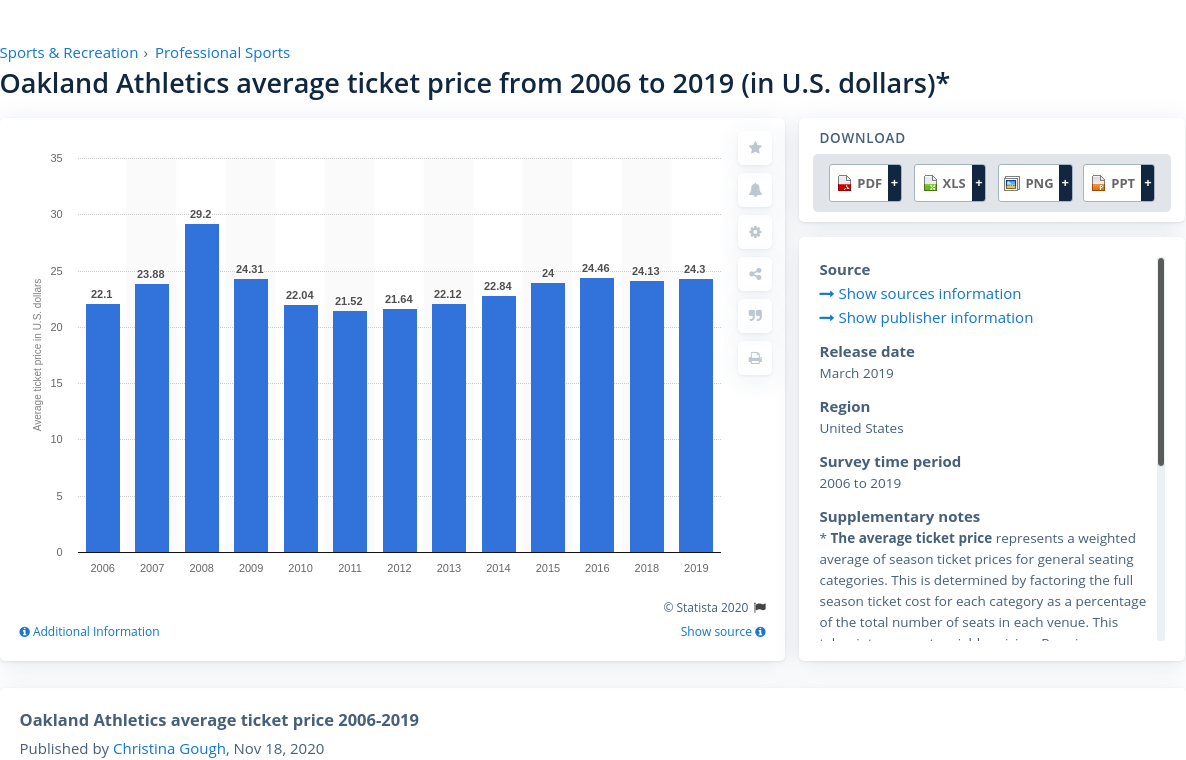 Sports & Recreation › Professional Sports
Oakland Athletics average ticket price from 2006 to 2019 (in U.S. dollars)*
Average ticket price in U.S. dollars
35
30
25
20
15
10
5
0
22.1
23.88
29.2
24.31
22.04
21.52
21.64
22.12
22.84
24
24.46
24.13
24.3
2006 2007 2008 2009 2010 2011 2012 2013 2014 2015 2016 2018 2019
© Statista 2020
Additional Information
Show source
DOWNLOAD
PDF + XLS + PNG + PPT +
Source
Show sources information
Show publisher information
Release date
March 2019
Region
United States
Survey time period
2006 to 2019
Supplementary notes
* The average ticket price represents a weighted
average of season ticket prices for general seating
categories. This is determined by factoring the full
season ticket cost for each category as a percentage
of the total number of seats in each venue. This
Oakland Athletics average ticket price 2006-2019
Published by Christina Gough, Nov 18, 2020